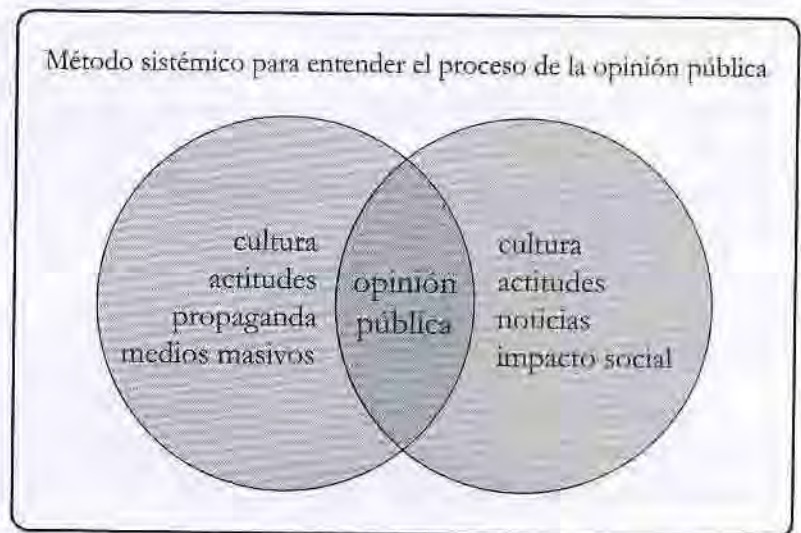 Método sistémico para entender el proceso de la opinión pública
cultura
actitudes
propaganda
medios masivos
opinión
pública
cultura
actitudes
noticias
impacto social